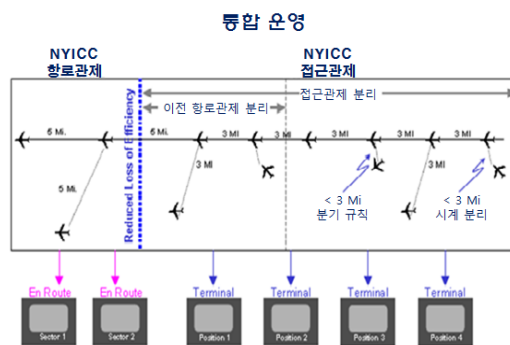 통합 운영
NYICC
항로관제
NYICC
접근관제
접근관제 분리
이전 항로관제 분리
Reduced Loss of Efficiency
6 Mi.
6 Mi.
3 MI
3 MI
3 MI
3 MI
3 MI
5 Mi.
3 MI
3 MI
< 3 Mi
분기 규칙
< 3 Mi
시계 분리
En Route
En Route
Terminal
Terminal
Terminal
Terminal
Sector 1
Sector 2
Position 1
Position 2
Position 3
Position 4